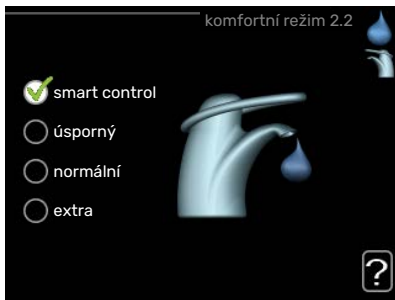 komfortní režim 2.2
smart control
úsporný
normální
extra
?